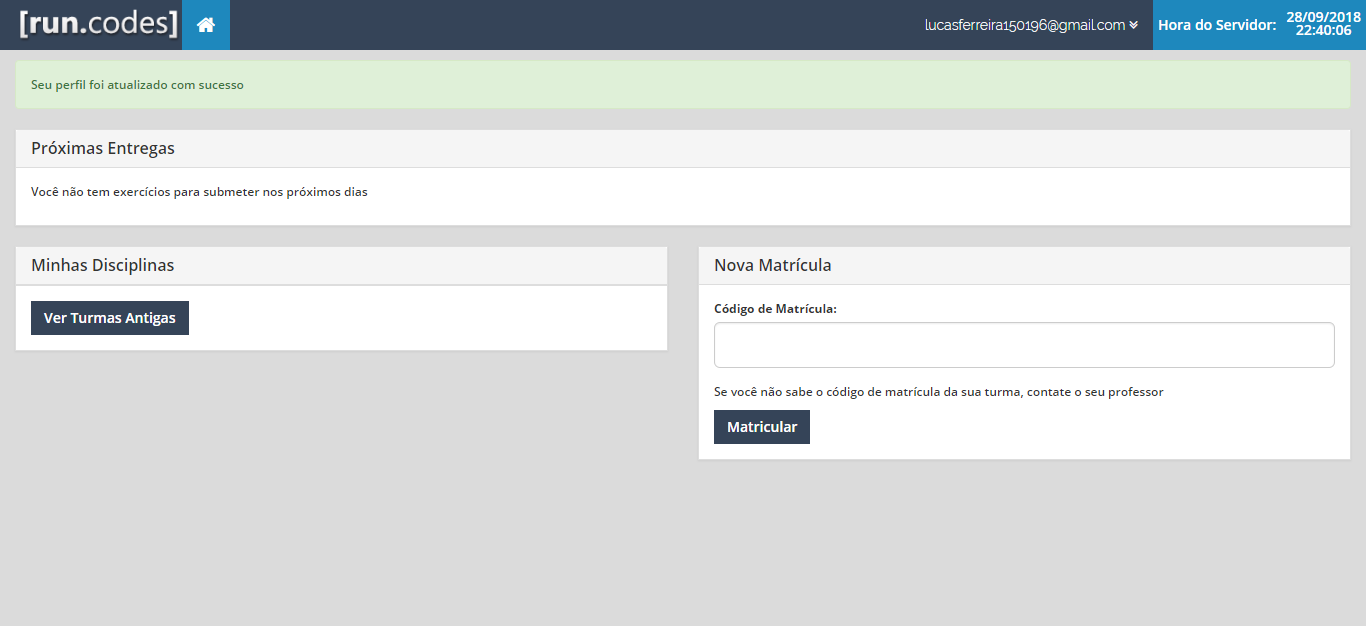 [run.codes]
lucasferreira150196@gmail.com
Hora do Servidor:
28/09/2018
22:40:06
Seu perfil foi atualizado com sucesso
Próximas Entregas
Você não tem exercícios para submeter nos próximos dias
Minhas Disciplinas
Ver Turmas Antigas
Nova Matrícula
Código de Matrícula:
Se você não sabe o código de matrícula da sua turma, contate o seu professor
Matricular